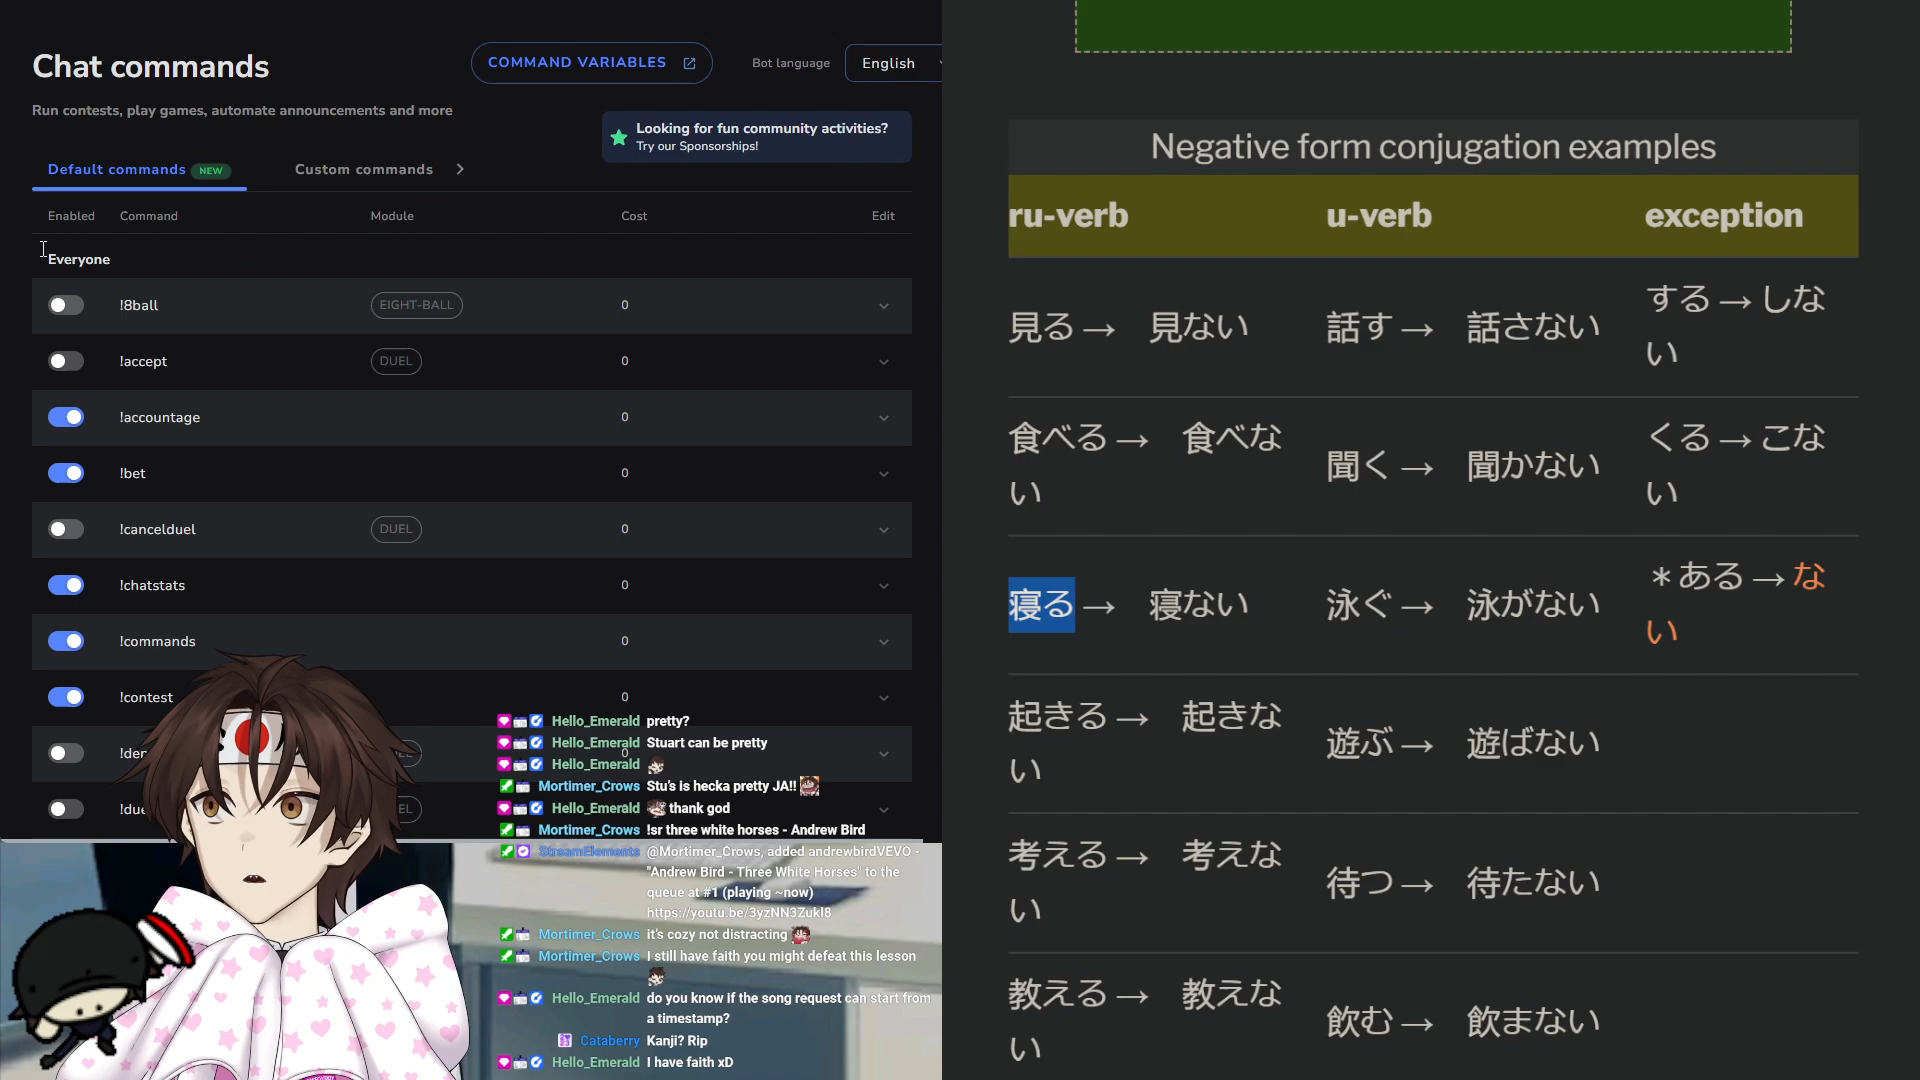 Chat commands
COMMAND VARIABLES
Bot language
English
Run contests, play games, automate announcements and more
Looking for fun community activities?
Try our Sponsorships!
Default commands NEW
Custom commands
Enabled Command Module Cost Edit
Everyone
!8ball EIGHT-BALL 0
!accept DUEL 0
!accountage 0
!bet 0
!cancelduel DUEL 0
!chatstats 0
!commands 0
!contest 0
Hello_Emerald pretty?
Hello_Emerald Stuart can be pretty
Hello_Emerald
Mortimer_Crows Stu's is hecka pretty JA!!
Hello_Emerald thank god
Mortimer_Crows !sr three white horses - Andrew Bird
StreamElements @Mortimer_Crows, added andrewbirdVEVO -
"Andrew Bird - Three White Horses" to the
queue at #1 (playing ~now)
https://youtu.be/3yzNN3ZukI8
Mortimer_Crows it's cozy not distracting
Mortimer_Crows I still have faith you might defeat this lesson
Hello_Emerald do you know if the song request can start from
a timestamp?
Cataberry Kanji? Rip
Hello_Emerald I have faith xD
Negative form conjugation examples
ru-verb u-verb exception
見る→ 見ない 話す→ 話さない する→しな
い
食べる→ 食べな
い
聞く→ 聞かない
くる→こな
い
寝る→ 寝ない 泳ぐ→ 泳がない *ある→な
い
起きる→ 起きな
い
遊ぶ→ 遊ばない
考える→ 考えな
い
待つ→ 待たない
教える→ 教えな
い
飲む→ 飲まない